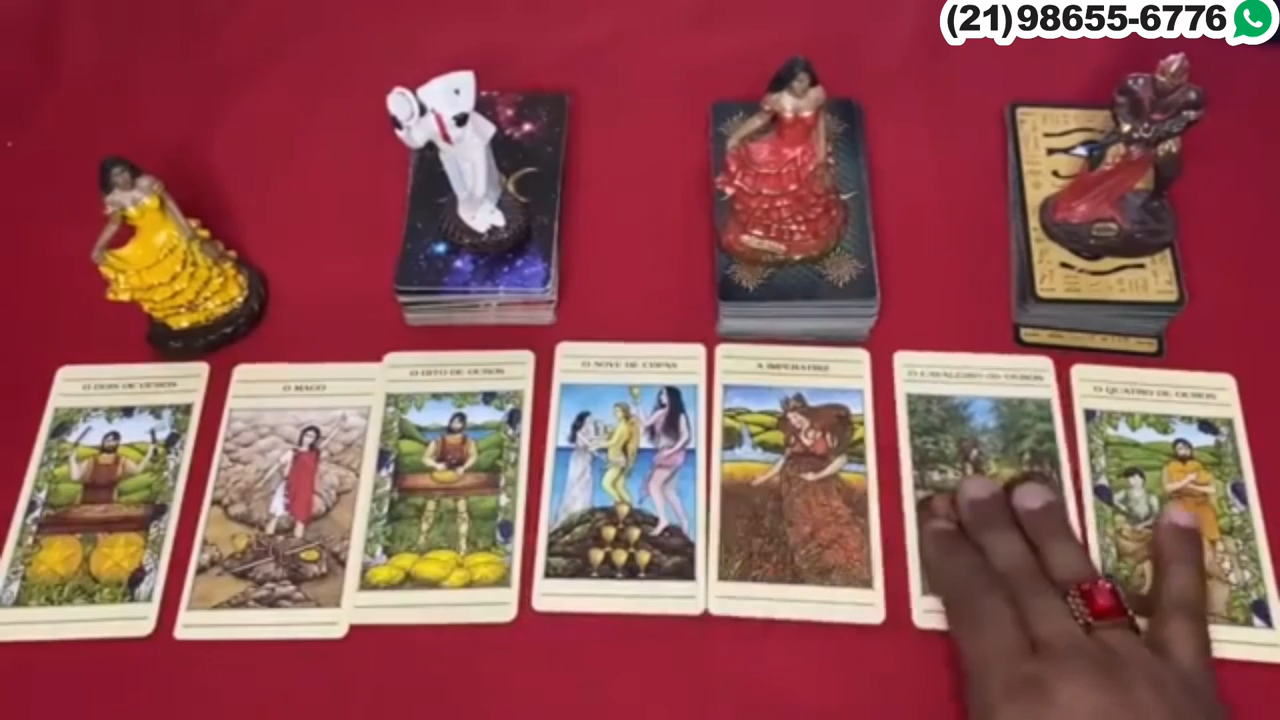 (21)98655-6776
O DOIS DE OUROS
O MAGO
O OITO DE OUROS
O NOVE DE COPAS
A IMPERATRIZ
O CAVALEIRO DE OUROS
O QUATRO DE OUROS